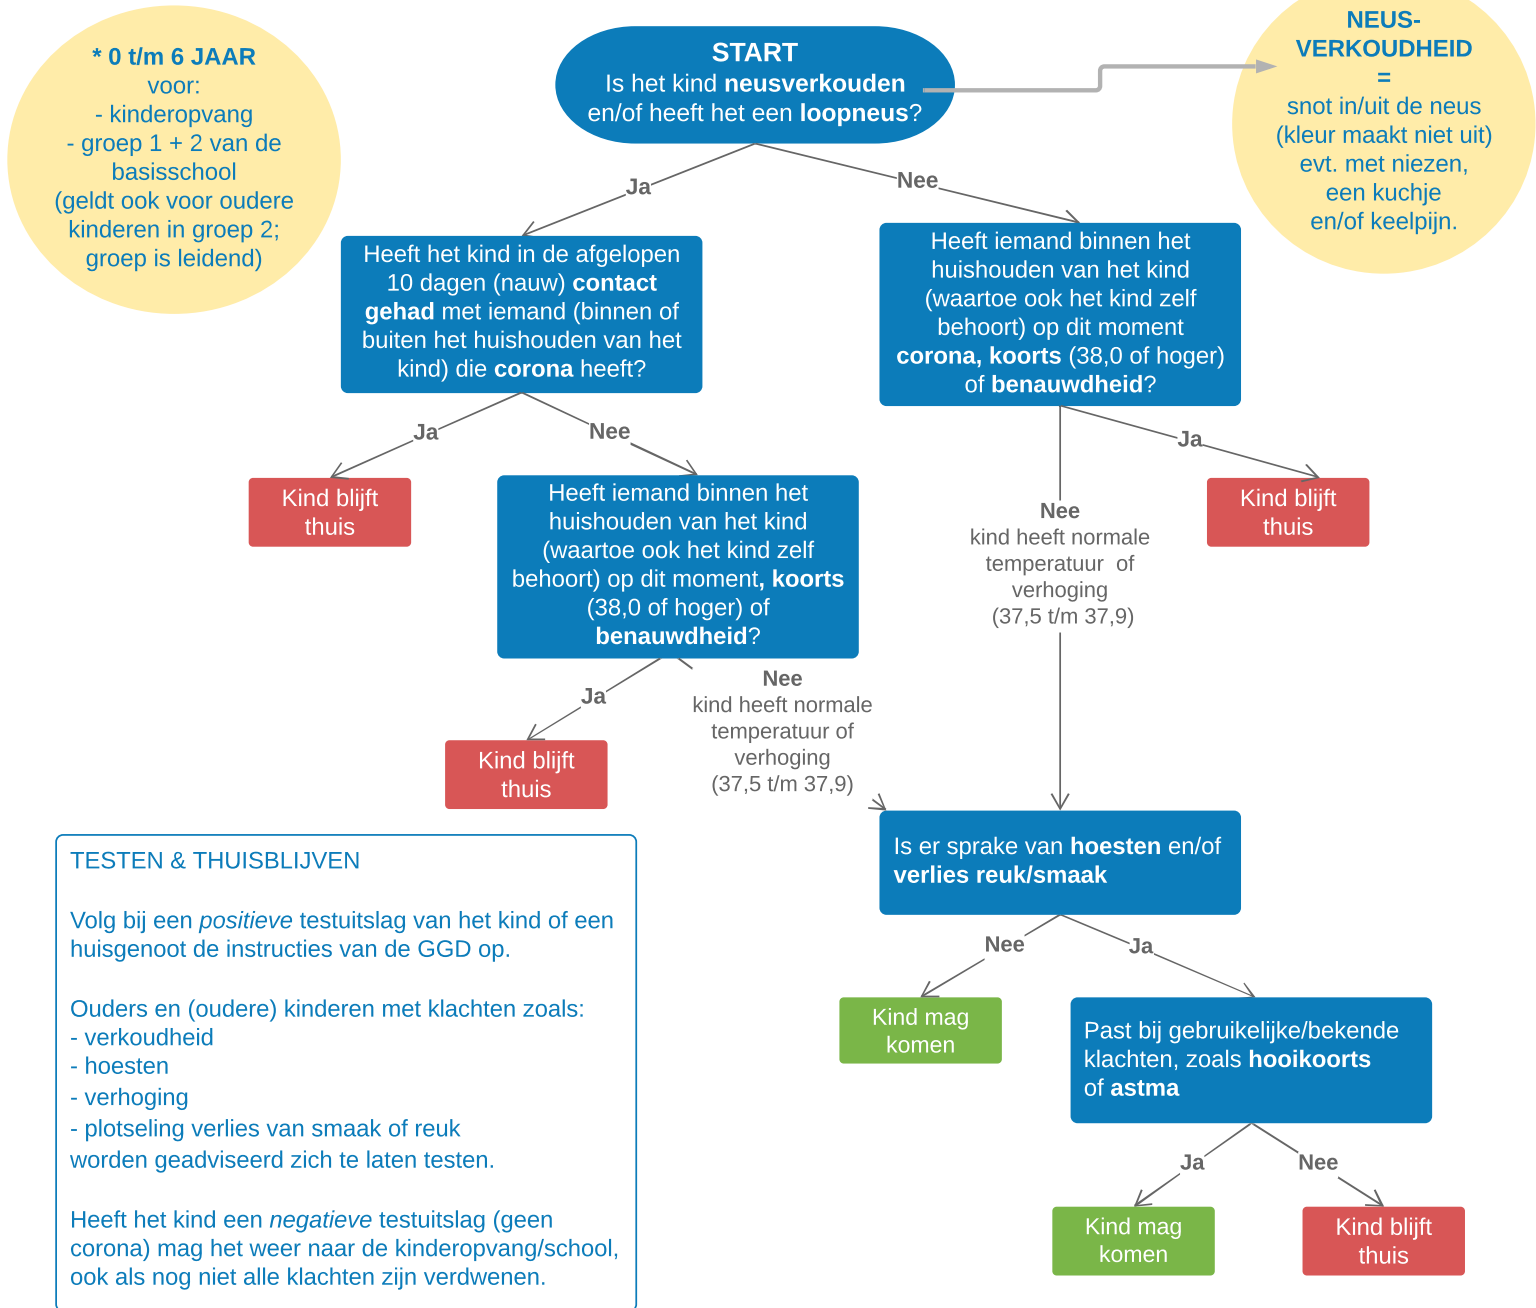 * 0 t/m 6 JAAR
voor:
- kinderopvang
- groep 1 + 2 van de
basisschool
(geldt ook voor oudere
kinderen in groep 2;
groep is leidend)
START
Is het kind neusverkouden
en/of heeft het een loopneus?
NEUS-
VERKOUDHEID
=
snot in/uit de neus
(kleur maakt niet uit)
evt. met niezen,
een kuchje
en/of keelpijn.
Ja
Nee
Heeft het kind in de afgelopen
10 dagen (nauw) contact
gehad met iemand (binnen of
buiten het huishouden van het
kind) die corona heeft?
Heeft iemand binnen het
huishouden van het kind
(waartoe ook het kind zelf
behoort) op dit moment
corona, koorts (38,0 of hoger)
of benauwdheid?
Ja
Nee
Ja
Kind blijft
thuis
Heeft iemand binnen het
huishouden van het kind
(waartoe ook het kind zelf
behoort) op dit moment, koorts
(38,0 of hoger) of
benauwdheid?
Nee
kind heeft normale
temperatuur of
verhoging
(37,5 t/m 37,9)
Kind blijft
thuis
Ja
Nee
kind heeft normale
temperatuur of
verhoging
(37,5 t/m 37,9)
Kind blijft
thuis
Is er sprake van hoesten en/of
verlies reuk/smaak
Nee
Ja
Kind mag
komen
Past bij gebruikelijke/bekende
klachten, zoals hooikoorts
of astma
Ja
Nee
Kind mag
komen
Kind blijft
thuis
TESTEN & THUISBLIJVEN
Volg bij een positieve testuitslag van het kind of een
huisgenoot de instructies van de GGD op.
Ouders en (oudere) kinderen met klachten zoals:
- verkoudheid
- hoesten
- verhoging
- plotseling verlies van smaak of reuk
worden geadviseerd zich te laten testen.
Heeft het kind een negatieve testuitslag (geen
corona) mag het weer naar de kinderopvang/school,
ook als nog niet alle klachten zijn verdwenen.